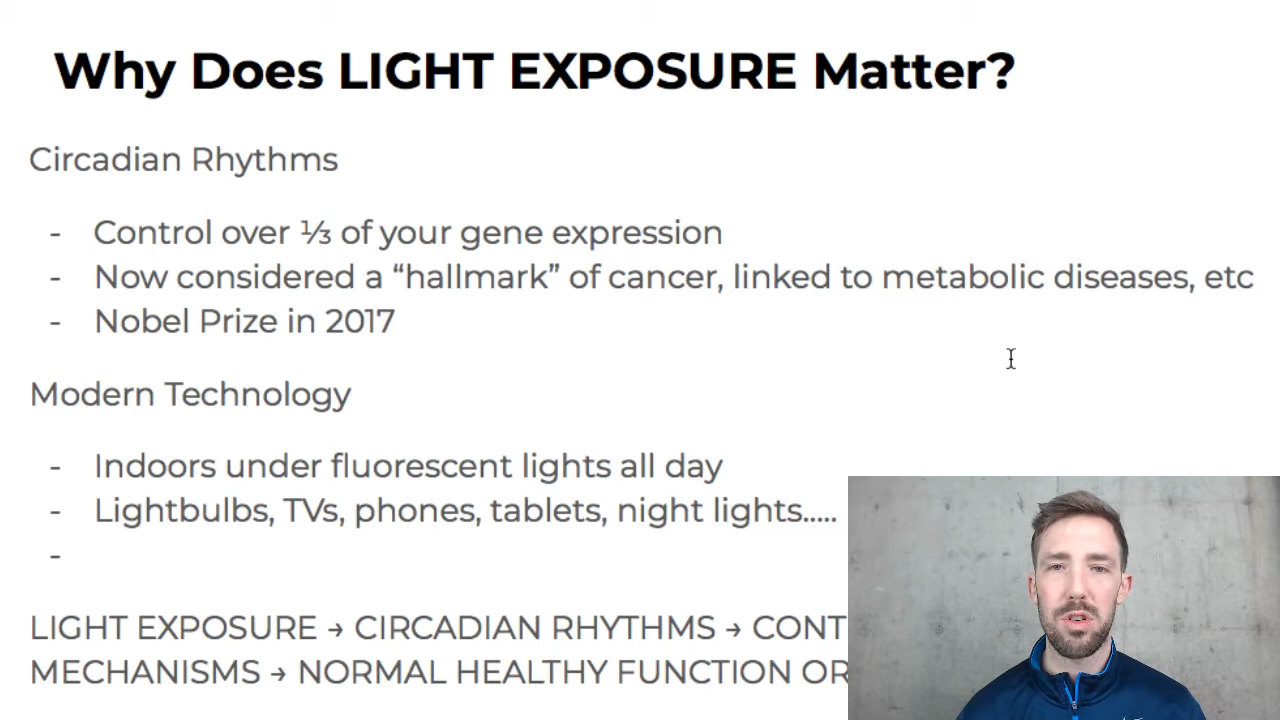 Why Does LIGHT EXPOSURE Matter?
Circadian Rhythms
- Control over ⅓ of your gene expression
- Now considered a “hallmark” of cancer, linked to metabolic diseases, etc
- Nobel Prize in 2017
Modern Technology
- Indoors under fluorescent lights all day
- Lightbulbs, TVs, phones, tablets, night lights.....
-
LIGHT EXPOSURE → CIRCADIAN RHYTHMS → CONT
MECHANISMS → NORMAL HEALTHY FUNCTION OR